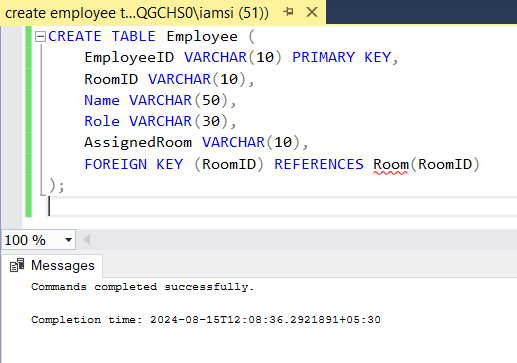 create employee t...QGCHS0\iamsi (51))
CREATE TABLE Employee (
EmployeeID VARCHAR(10) PRIMARY KEY,
RoomID VARCHAR(10),
Name VARCHAR(50),
Role VARCHAR(30),
AssignedRoom VARCHAR(10),
FOREIGN KEY (RoomID) REFERENCES Room(RoomID)
);
100 %
Messages
Commands completed successfully.
Completion time: 2024-08-15T12:08:36.2921891+05:30